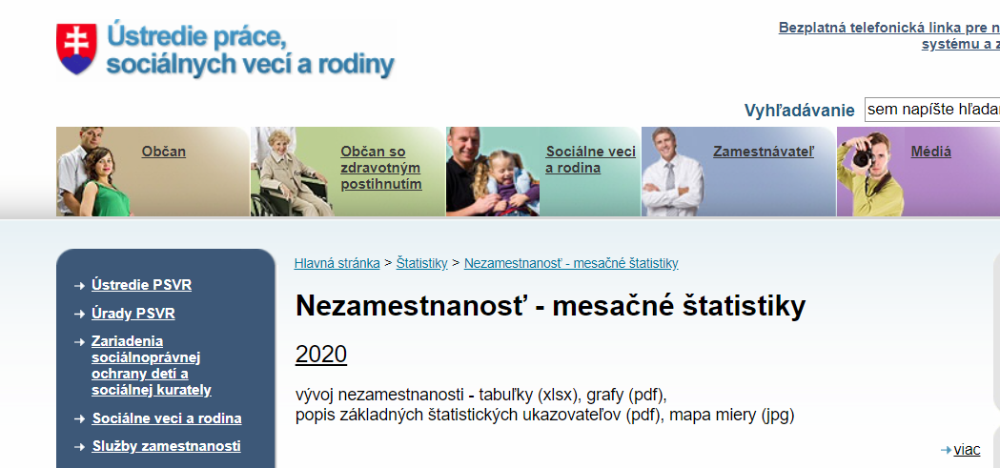 Ústredie práce,
sociálnych vecí a rodiny
Bezplatná telefonická linka pre n
systému a z
Vyhľadávanie
sem napíšte hľada
Občan
Občan so
zdravotným
postihnutím
Sociálne veci
a rodina
Zamestnávateľ
Médiá
Ústredie PSVR
Úrady PSVR
Zariadenia
sociálnoprávnej
ochrany detí a
sociálnej kurately
Sociálne veci a rodina
Služby zamestnanosti
Hlavná stránka > Štatistiky > Nezamestnanosť - mesačné štatistiky
Nezamestnanosť - mesačné štatistiky
2020
vývoj nezamestnanosti - tabuľky (xlsx), grafy (pdf),
popis základných štatistických ukazovateľov (pdf), mapa miery (jpg)
viac